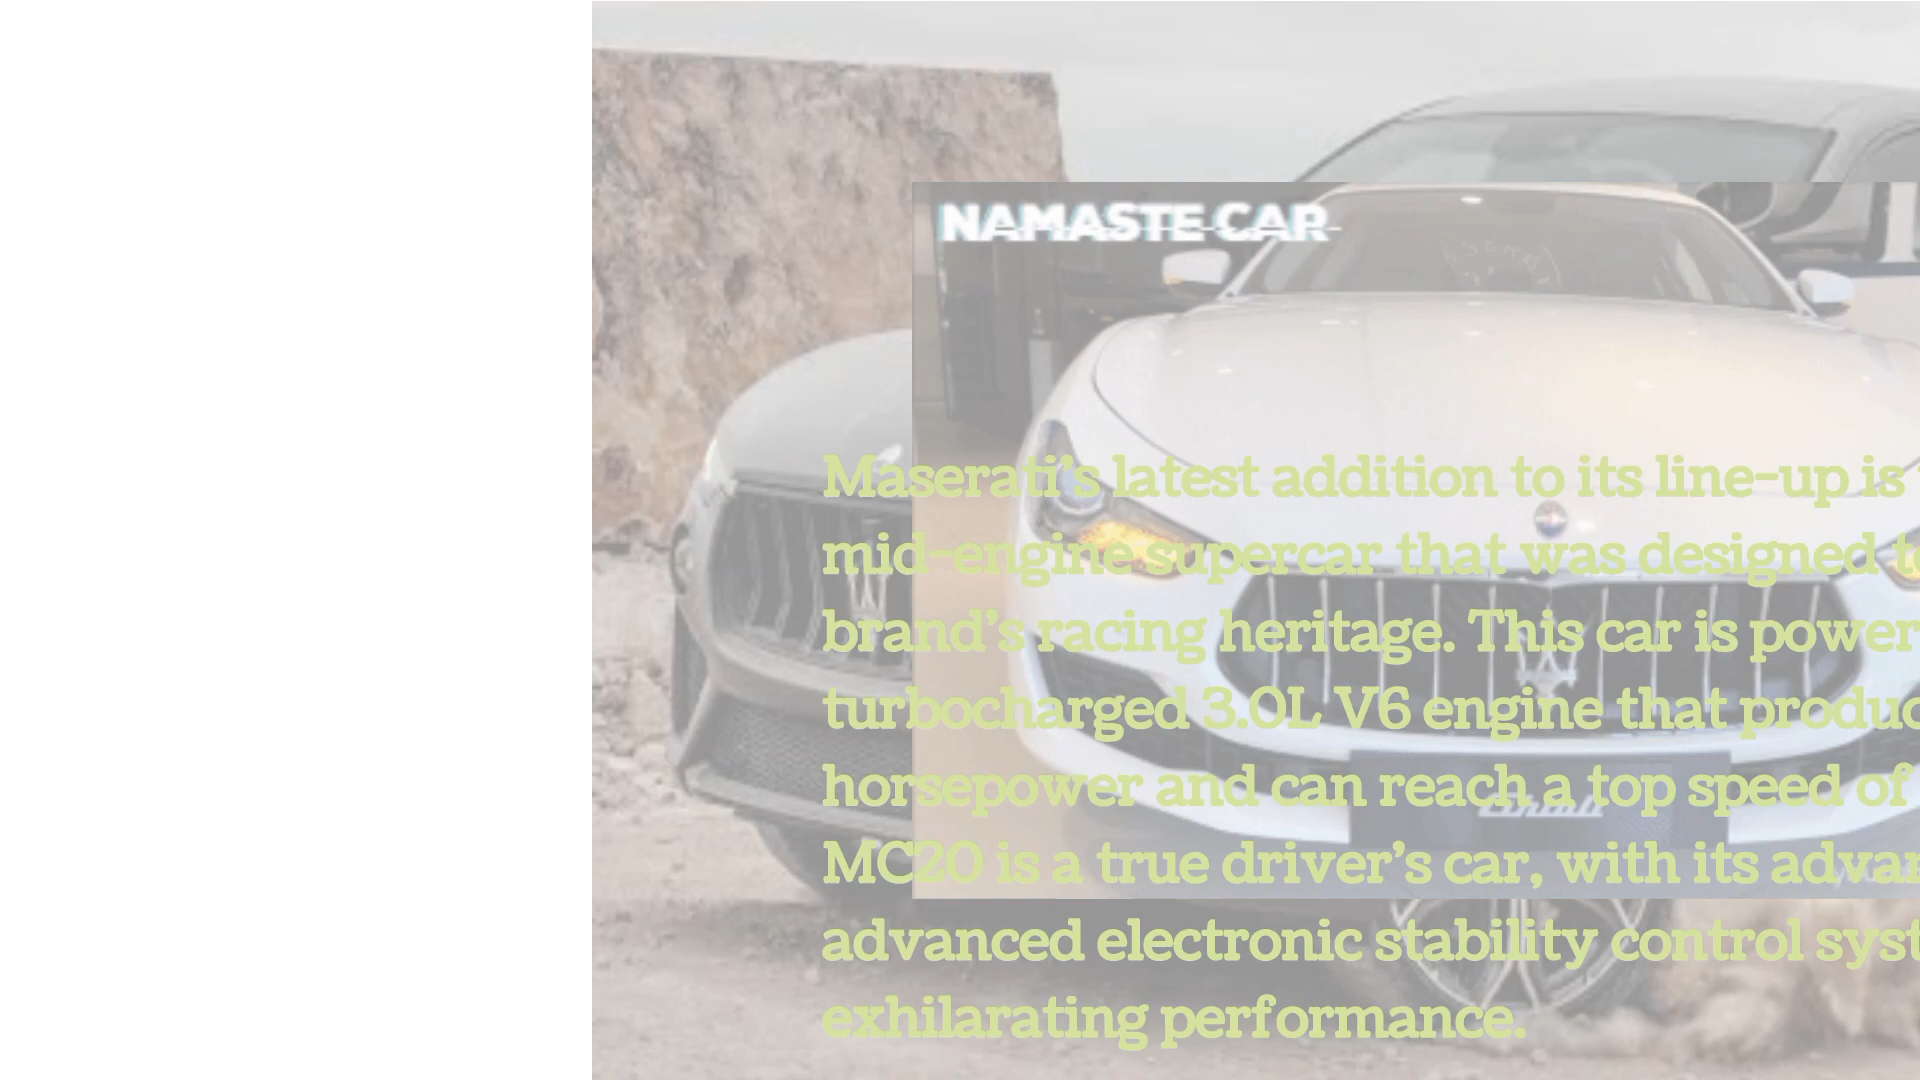 NAMASTE CAR
Maserati's latest addition to its line-up is
mid-engine supercar that was designed to
brand's racing heritage. This car is power
turbocharged 3.0L V6 engine that produc
horsepower and can reach a top speed of
Ghibli
MC20 is a true driver's car, with its advan
advanced electronic stability control syst
exhilarating performance.